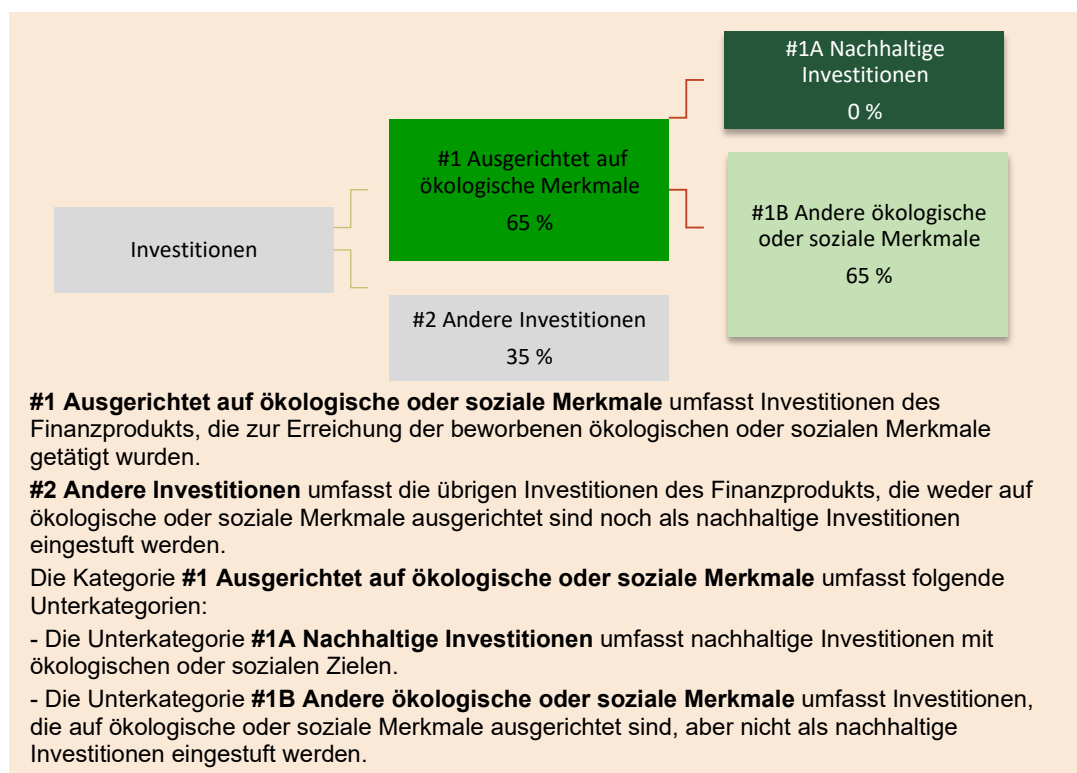 #1A Nachhaltige
Investitionen
0 %
#1 Ausgerichtet auf
ökologische Merkmale
65 %
#1B Andere ökologische
oder soziale Merkmale
65 %
Investitionen
#2 Andere Investitionen
35 %
#1 Ausgerichtet auf ökologische oder soziale Merkmale umfasst Investitionen des
Finanzprodukts, die zur Erreichung der beworbenen ökologischen oder sozialen Merkmale
getätigt wurden.
#2 Andere Investitionen umfasst die übrigen Investitionen des Finanzprodukts, die weder auf
ökologische oder soziale Merkmale ausgerichtet sind noch als nachhaltige Investitionen
eingestuft werden.
Die Kategorie #1 Ausgerichtet auf ökologische oder soziale Merkmale umfasst folgende
Unterkategorien:
- Die Unterkategorie #1A Nachhaltige Investitionen umfasst nachhaltige Investitionen mit
ökologischen oder sozialen Zielen.
- Die Unterkategorie #1B Andere ökologische oder soziale Merkmale umfasst Investitionen,
die auf ökologische oder soziale Merkmale ausgerichtet sind, aber nicht als nachhaltige
Investitionen eingestuft werden.